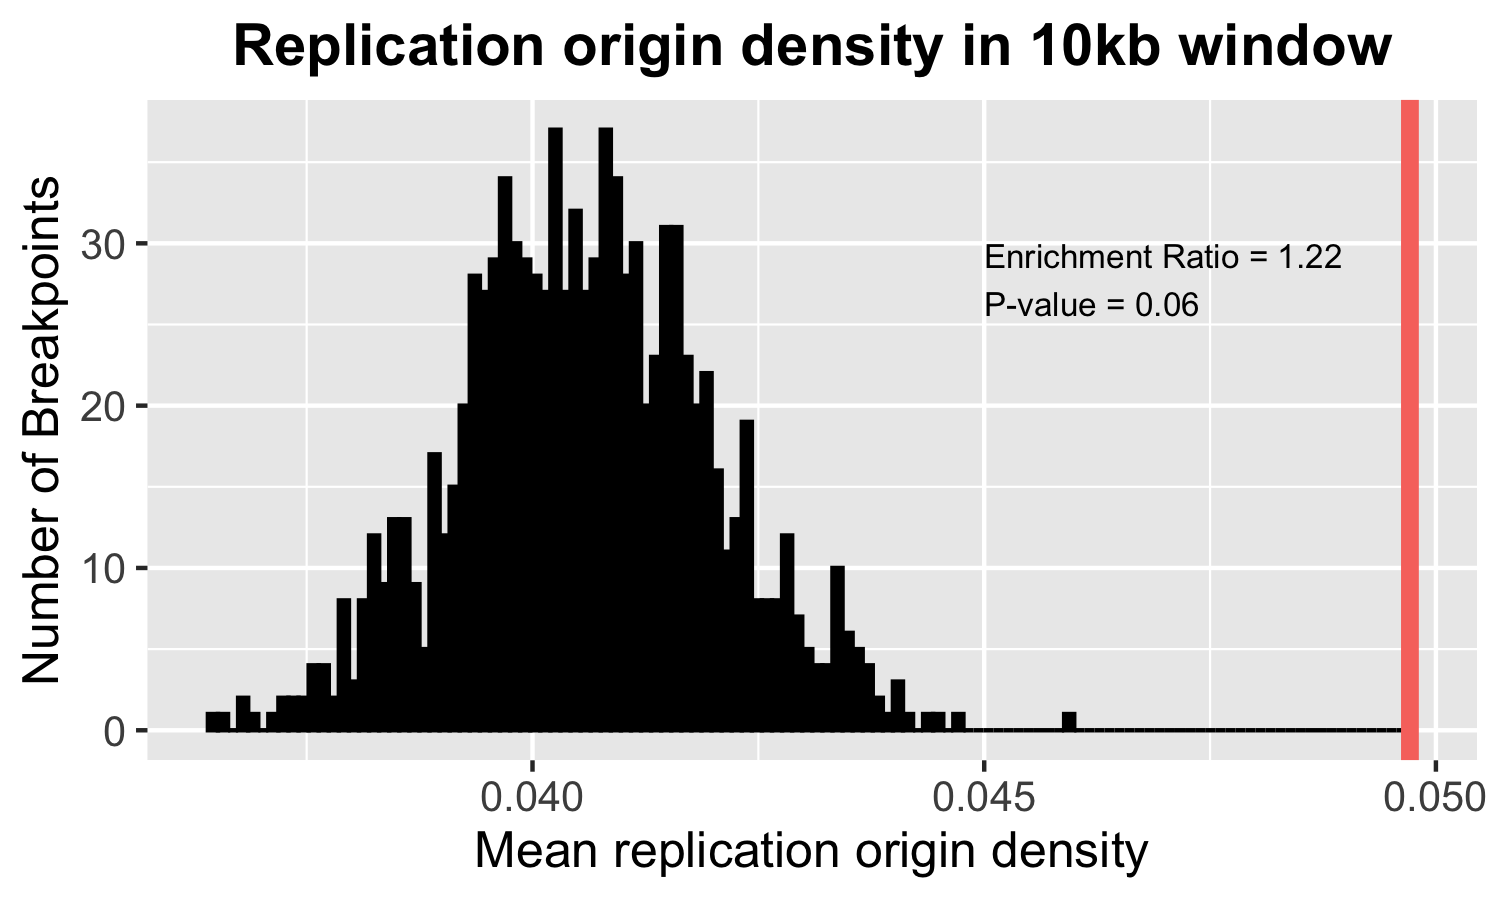 Replication origin density in 10kb window
Number of Breakpoints
30
20
10
0
Enrichment Ratio = 1.22
P-value = 0.06
0.040 0.045 0.050
Mean replication origin density